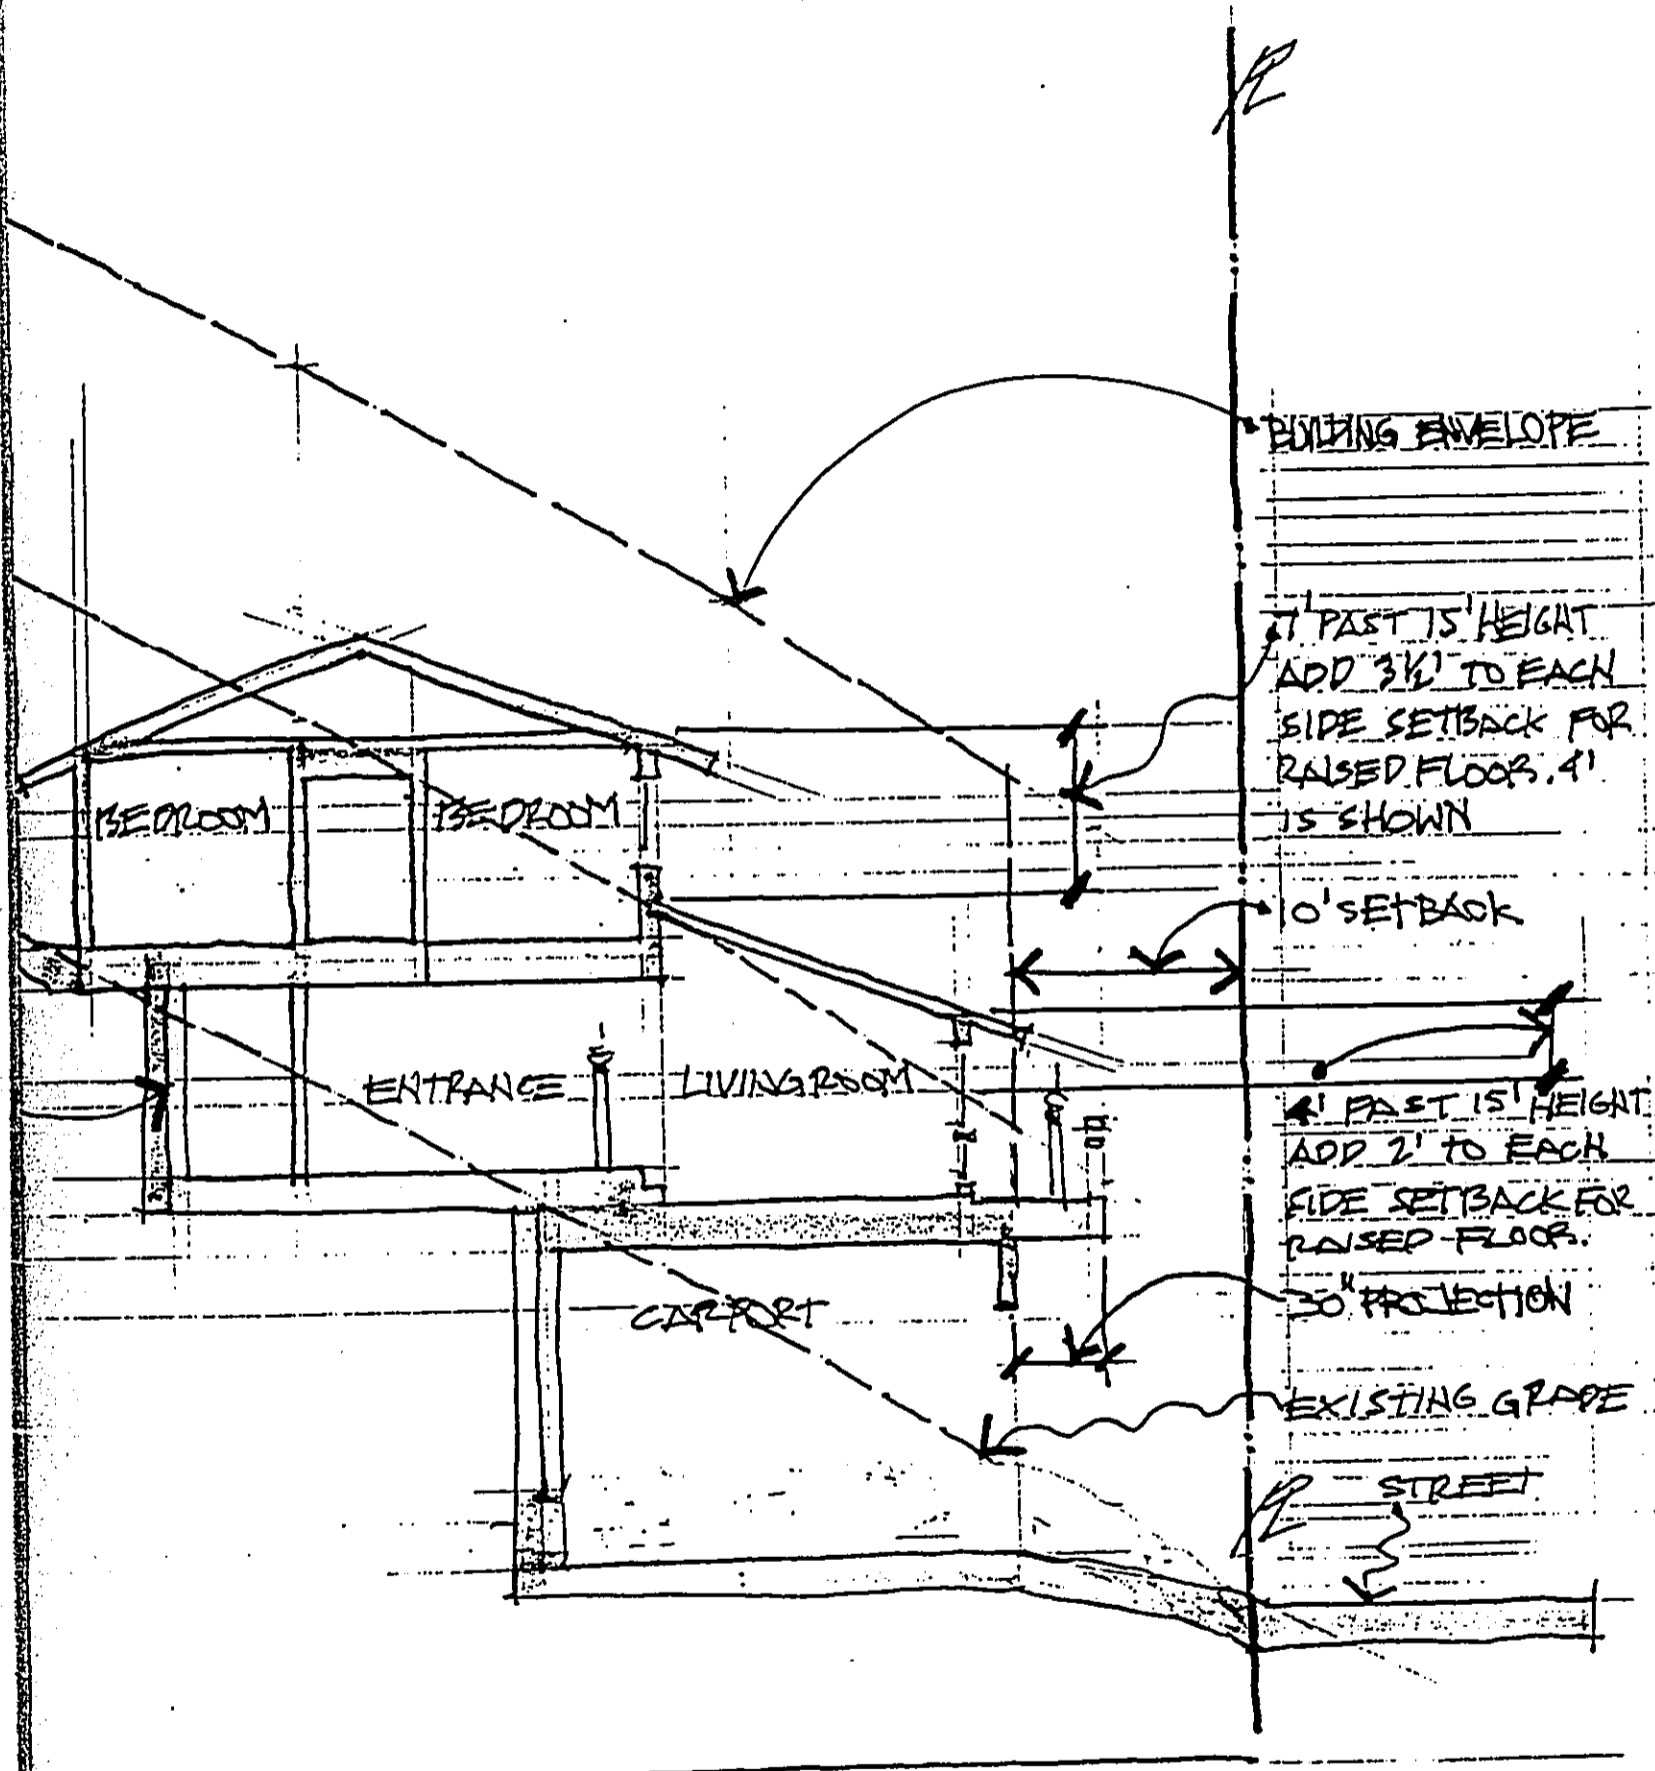 PL
BUILDING ENVELOPE
7' PAST 15' HEIGHT
ADD 3½' TO EACH
SIDE SETBACK FOR
RAISED FLOOR. 4'
IS SHOWN
BEDROOM
BEDROOM
10' SETBACK
ENTRANCE
LIVINGROOM
4' PAST 15' HEIGHT
ADD 2' TO EACH
SIDE SETBACK FOR
RAISED FLOOR.
30" PROJECTION
CARPORT
EXISTING GRADE
PL
STREET